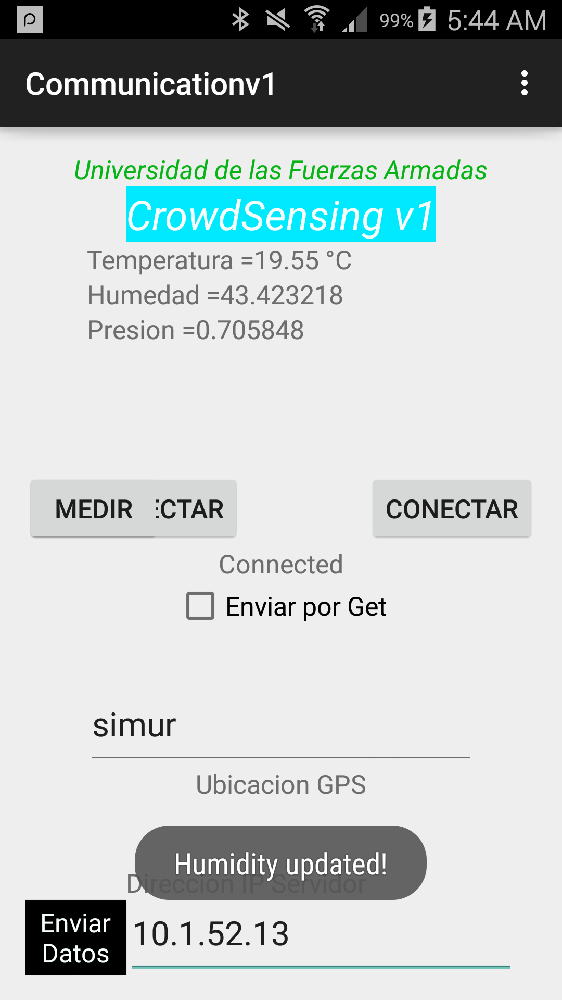 99% 5:44 AM
Communicationv1
Universidad de las Fuerzas Armadas
CrowdSensing v1
Temperatura =19.55 °C
Humedad =43.423218
Presion =0.705848
MEDIR ECTAR CONECTAR
Connected
Enviar por Get
simur
Ubicacion GPS
Humidity updated!
Direccion IP Servidor
Enviar
Datos
10.1.52.13